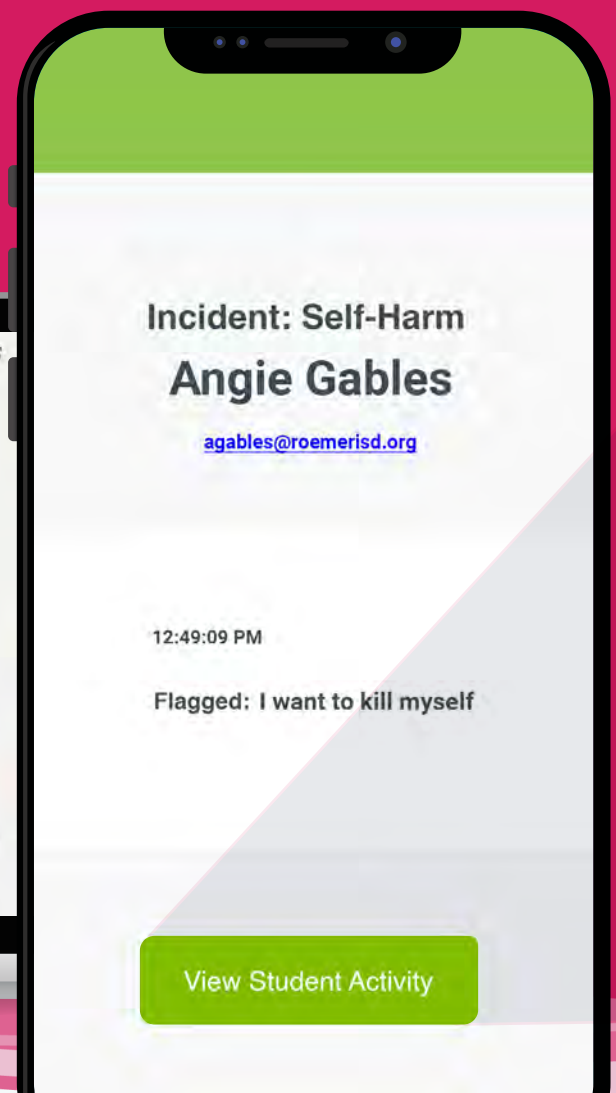 Incident: Self-Harm
Angie Gables
agables@roemerisd.org
12:49:09 PM
Flagged: I want to kill myself
View Student Activity